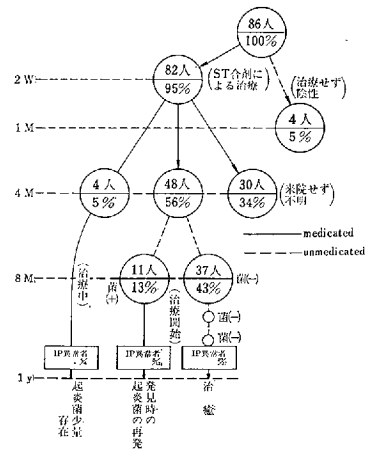 86人
100%
82人
95%
(ST合剤に
よる治療)
2 W
(治療せず
陰性)
4人
5%
1 M
4人
5%
48人
56%
30人
34%
(来院せず
不明)
4 M
medicated
unmedicated
(治療中)
11人
13%
菌
(+)
(治療開始)
37人
43%
菌(−)
8 M
菌(−)
菌(−)
IP異常者
IP異常者
IP異常者
1 y
起炎菌少量
存在
発見時の
起炎菌の再発
治癒